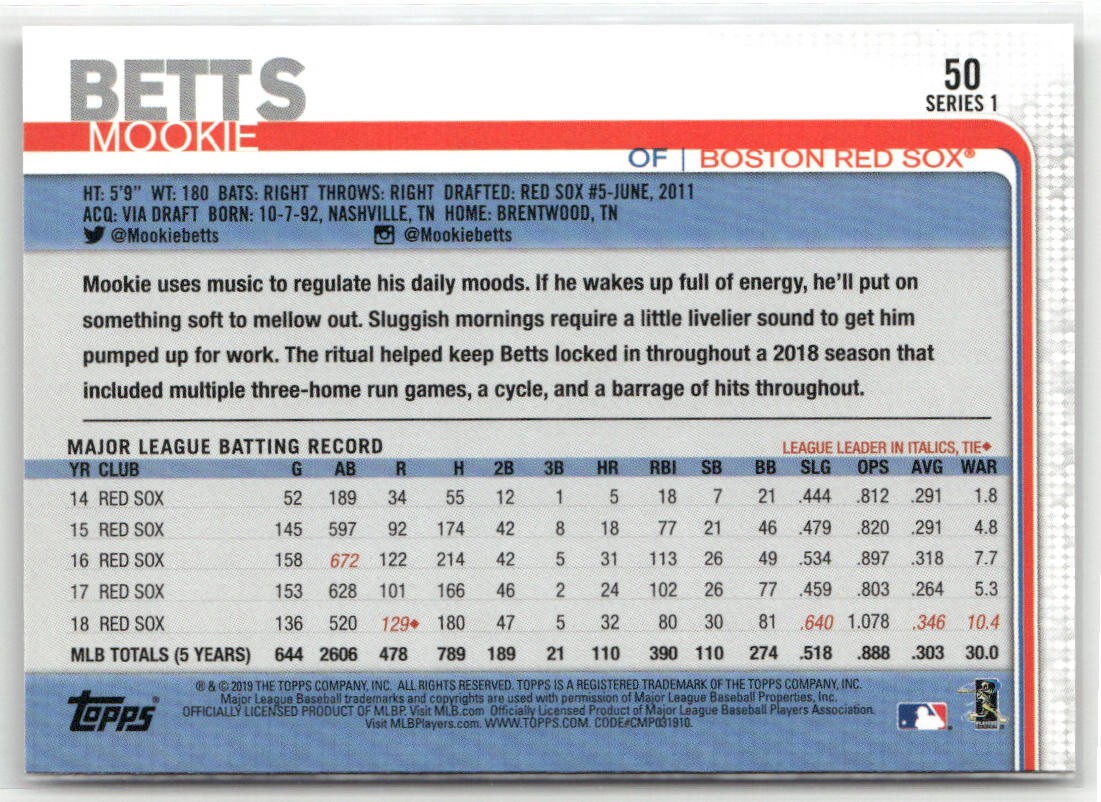 BETTS
MOOKIE
50
SERIES 1
OF | BOSTON RED SOX®
HT: 5'9" WT: 180 BATS: RIGHT THROWS: RIGHT DRAFTED: RED SOX #5-JUNE, 2011
ACQ: VIA DRAFT BORN: 10-7-92, NASHVILLE, TN HOME: BRENTWOOD, TN
@Mookiebetts @Mookiebetts
Mookie uses music to regulate his daily moods. If he wakes up full of energy, he'll put on
something soft to mellow out. Sluggish mornings require a little livelier sound to get him
pumped up for work. The ritual helped keep Betts locked in throughout a 2018 season that
included multiple three-home run games, a cycle, and a barrage of hits throughout.
MAJOR LEAGUE BATTING RECORD LEAGUE LEADER IN ITALICS, TIE♦
YR CLUB G AB R H 2B 3B HR RBI SB BB SLG OPS AVG WAR
14 RED SOX 52 189 34 55 12 1 5 18 7 21 .444 .812 .291 1.8
15 RED SOX 145 597 92 174 42 8 18 77 21 46 .479 .820 .291 4.8
16 RED SOX 158 672 122 214 42 5 31 113 26 49 .534 .897 .318 7.7
17 RED SOX 153 628 101 166 46 2 24 102 26 77 .459 .803 .264 5.3
18 RED SOX 136 520 129♦ 180 47 5 32 80 30 81 .640 1.078 .346 10.4
MLB TOTALS (5 YEARS) 644 2606 478 789 189 21 110 390 110 274 .518 .888 .303 30.0
topps®
® & © 2019 THE TOPPS COMPANY, INC. ALL RIGHTS RESERVED. TOPPS IS A REGISTERED TRADEMARK OF THE TOPPS COMPANY, INC.
Major League Baseball trademarks and copyrights are used with permission of Major League Baseball Properties, Inc.
OFFICIALLY LICENSED PRODUCT OF MLBP. Visit MLB.com Officially Licensed Product of Major League Baseball Players Association.
Visit MLBPlayers.com. WWW.TOPPS.COM. CODE#CMP031910.